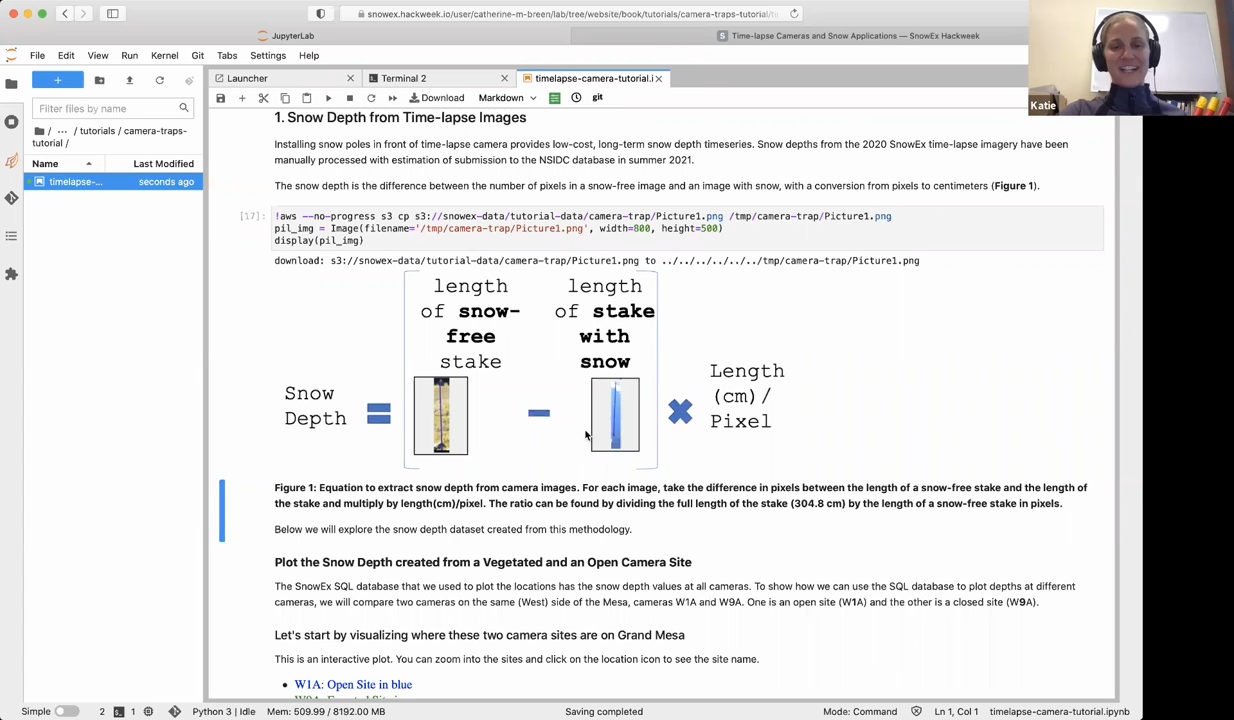 snowex.hackweek.io/user/catherine-m-breen/lab/tree/website/book/tutorials/camera-traps-tutorial/ti
JupyterLab
S Time-lapse Cameras and Snow Applications — SnowEx Hackweek
File Edit View Run Kernel Git Tabs Settings Help
Launcher
Terminal 2
timelapse-camera-tutorial.i
Filter files by name
Download
Markdown
git
/ ... / tutorials / camera-traps-
tutorial /
Name
Last Modified
timelapse-...
seconds ago
Katie
1. Snow Depth from Time-lapse Images
Installing snow poles in front of time-lapse camera provides low-cost, long-term snow depth timeseries. Snow depths from the 2020 SnowEx time-lapse imagery have been
manually processed with estimation of submission to the NSIDC database in summer 2021.
The snow depth is the difference between the number of pixels in a snow-free image and an image with snow, with a conversion from pixels to centimeters (Figure 1).
[17]:
!aws --no-progress s3 cp s3://snowex-data/tutorial-data/camera-trap/Picture1.png /tmp/camera-trap/Picture1.png
pil_img = Image(filename='/tmp/camera-trap/Picture1.png', width=800, height=500)
display(pil_img)
download: s3://snowex-data/tutorial-data/camera-trap/Picture1.png to ../../../../../../tmp/camera-trap/Picture1.png
Snow
Depth
length
of snow-
free
stake
length
of stake
with
snow
Length
(cm)/
Pixel
Figure 1: Equation to extract snow depth from camera images. For each image, take the difference in pixels between the length of a snow-free stake and the length of
the stake and multiply by length(cm)/pixel. The ratio can be found by dividing the full length of the stake (304.8 cm) by the length of a snow-free stake in pixels.
Below we will explore the snow depth dataset created from this methodology.
Plot the Snow Depth created from a Vegetated and an Open Camera Site
The SnowEx SQL database that we used to plot the locations has the snow depth values at all cameras. To show how we can use the SQL database to plot depths at different
cameras, we will compare two cameras on the same (West) side of the Mesa, cameras W1A and W9A. One is an open site (W1A) and the other is a closed site (W9A).
Let's start by visualizing where these two camera sites are on Grand Mesa
This is an interactive plot. You can zoom into the sites and click on the location icon to see the site name.
• W1A: Open Site in blue
Simple
2
1
Python 3 | Idle
Mem: 509.99 / 8192.00 MB
Saving completed
Mode: Command
Ln 1, Col 1
timelapse-camera-tutorial.ipynb